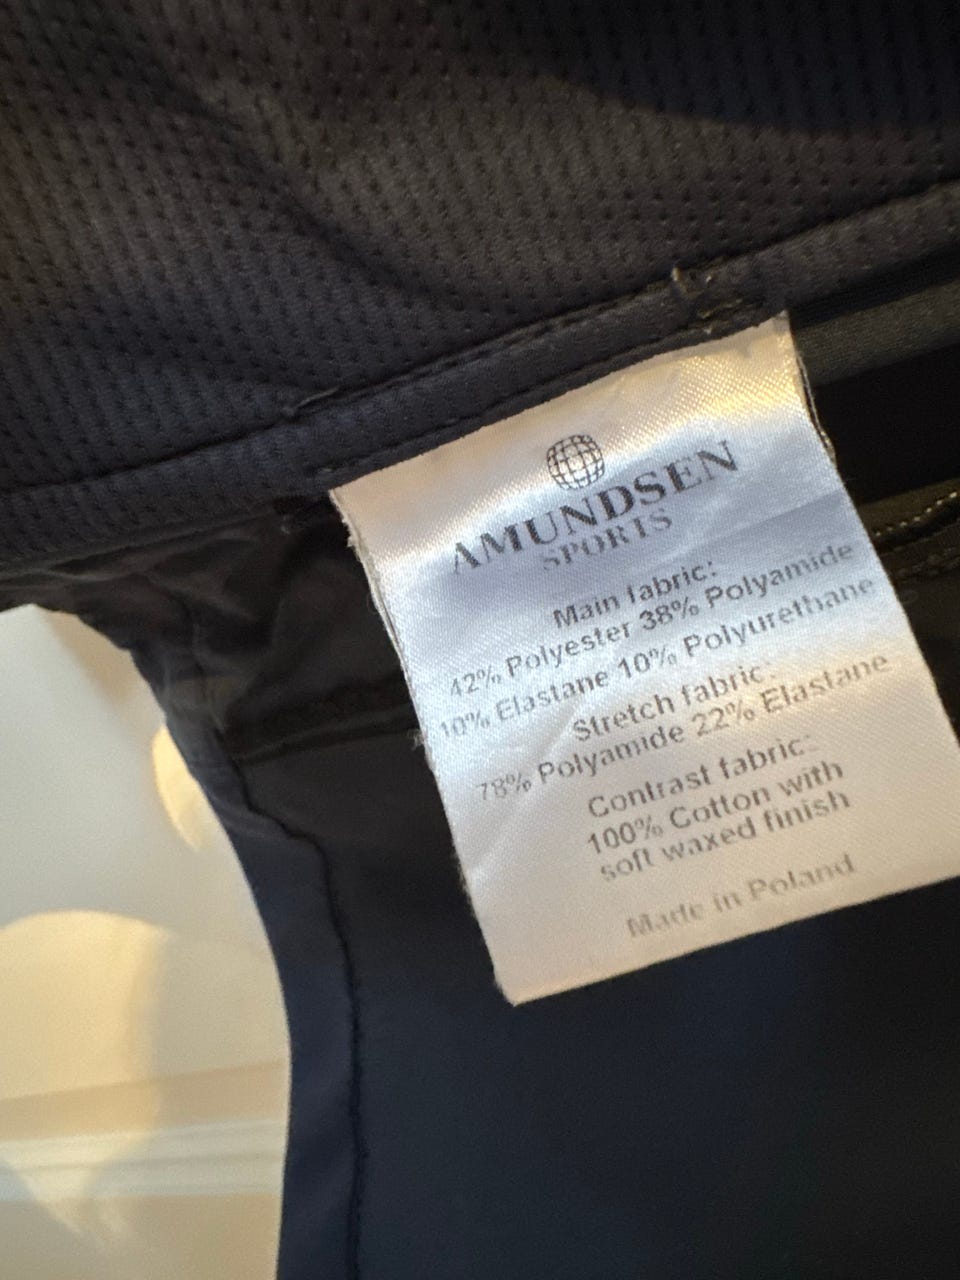 AMUNDSEN
SPORTS
Main fabric:
42% Polyester 38% Polyamide
10% Elastane 10% Polyurethane
Stretch fabric:
78% Polyamide 22% Elastane
Contrast fabric:
100% Cotton with
soft waxed finish
Made in Poland